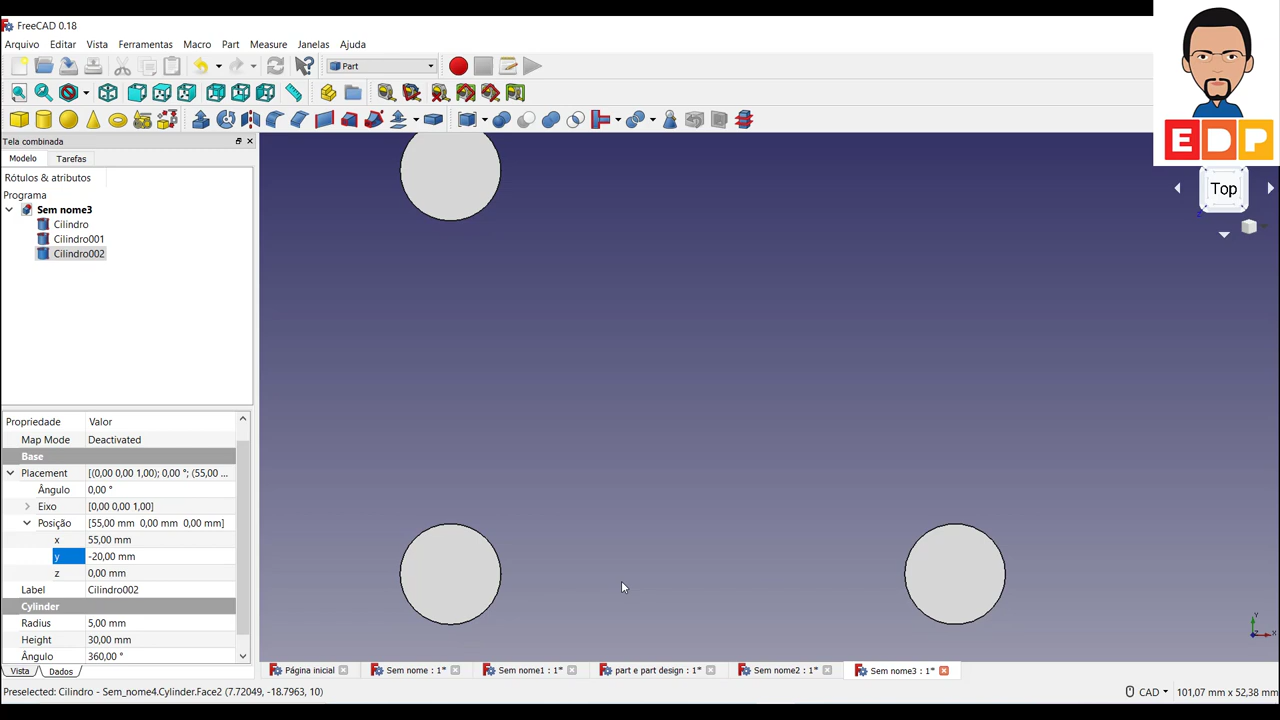 FreeCAD 0.18
Arquivo Editar Vista Ferramentas Macro Part Measure Janelas Ajuda
Part
EDP
Tela combinada
Modelo Tarefas
Rótulos & atributos
Programa
Sem nome3
Cilindro
Cilindro001
Cilindro002
Top
Z
Propriedade Valor
Map Mode Deactivated
Base
Placement [(0,00 0,00 1,00); 0,00 °; (55,00 ...
Ângulo 0,00 °
Eixo [0,00 0,00 1,00]
Posição [55,00 mm 0,00 mm 0,00 mm]
x 55,00 mm
y -20,00 mm
z 0,00 mm
Label Cilindro002
Cylinder
Radius 5,00 mm
Height 30,00 mm
Ângulo 360,00 °
Y
X
Vista Dados
Página inicial Sem nome : 1* Sem nome1 : 1* part e part design : 1* Sem nome2 : 1* Sem nome3 : 1*
Preselected: Cilindro - Sem_nome4.Cylinder.Face2 (7.72049, -18.7963, 10) CAD 101,07 mm x 52,38 mm